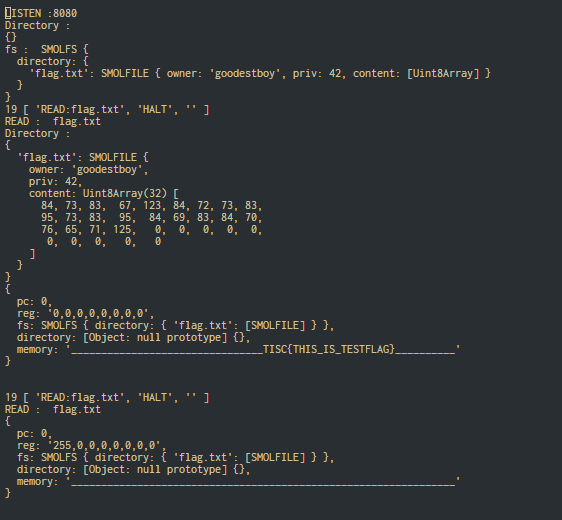 LISTEN :8080
Directory :
{}
fs :  SMOLFS {
  directory: {
    'flag.txt': SMOLFILE { owner: 'goodestboy', priv: 42, content: [Uint8Array] }
  }
}
19 [ 'READ:flag.txt', 'HALT', '' ]
READ :  flag.txt
Directory :
{
  'flag.txt': SMOLFILE {
    owner: 'goodestboy',
    priv: 42,
    content: Uint8Array(32) [
      84, 73, 83,  67, 123, 84, 72, 73, 83,
      95, 73, 83,  95,  84, 69, 83, 84, 70,
      76, 65, 71, 125,   0,  0,  0,  0,  0,
       0,  0,  0,   0,   0
    ]
  }
}
{
  pc: 0,
  reg: '0,0,0,0,0,0,0,0',
  fs: SMOLFS { directory: { 'flag.txt': [SMOLFILE] } },
  directory: [Object: null prototype] {},
  memory: '________________________________TISC{THIS_IS_TESTFLAG}__________'
}
19 [ 'READ:flag.txt', 'HALT', '' ]
READ :  flag.txt
{
  pc: 0,
  reg: '255,0,0,0,0,0,0,0',
  fs: SMOLFS { directory: { 'flag.txt': [SMOLFILE] } },
  directory: [Object: null prototype] {},
  memory: '________________________________________________________________'
}